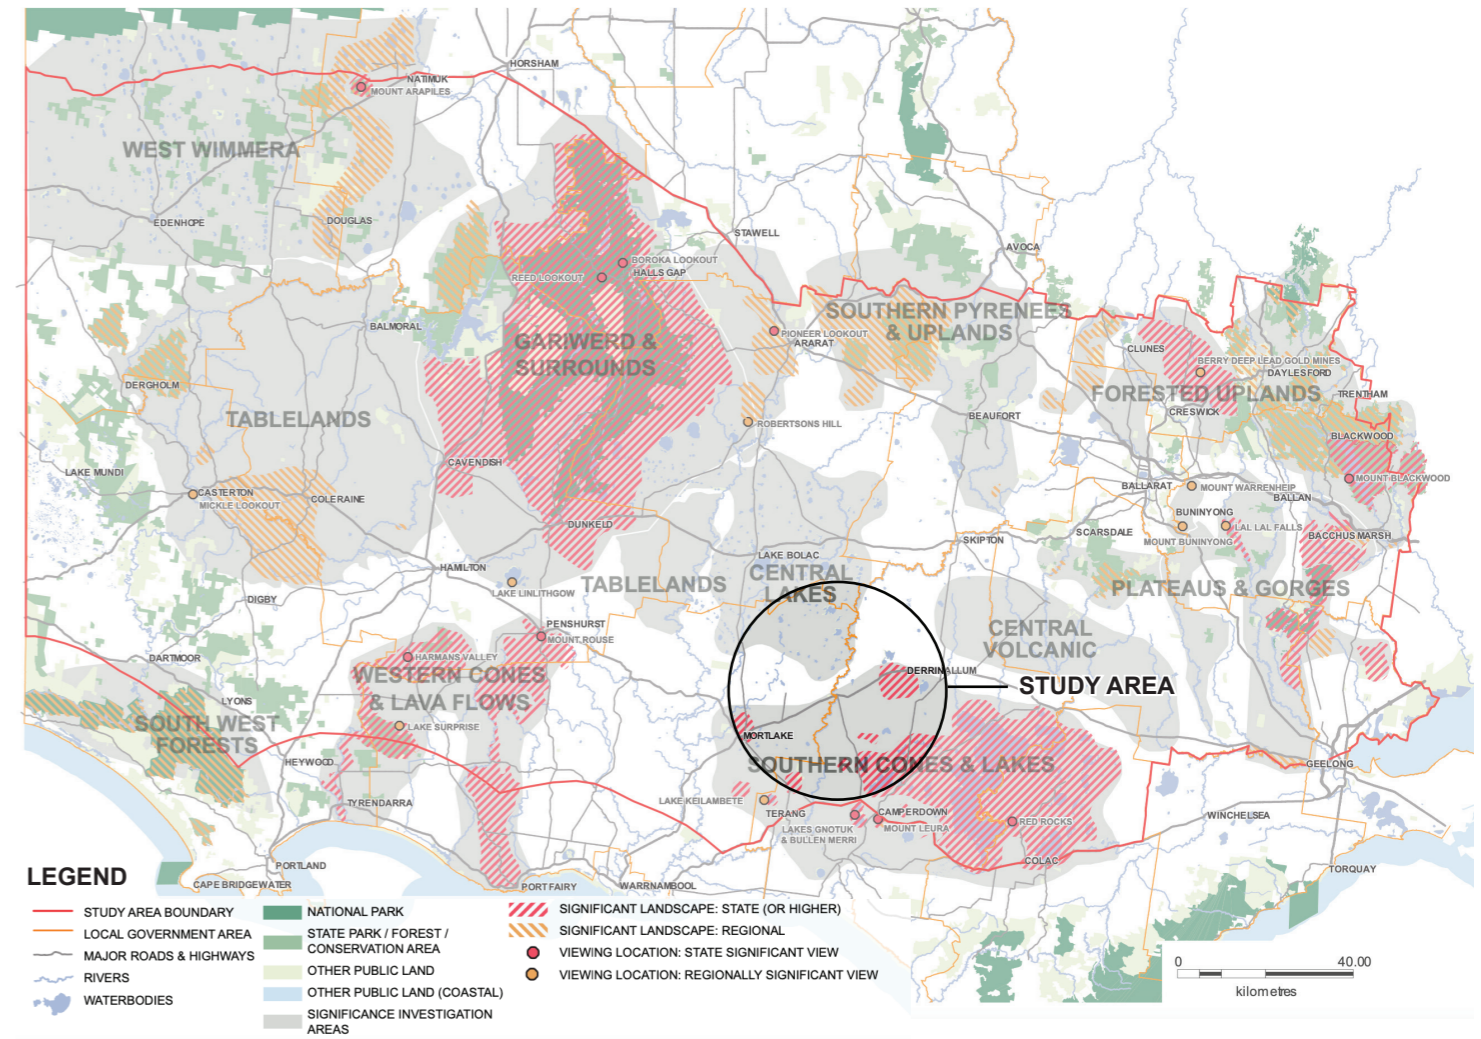 HORSHAM
NATIMUK
MOUNT ARAPILES
WEST WIMMERA
EDENHOPE
DOUGLAS
STAWELL
AVOCA
BOROKA LOOKOUT
REED LOOKOUT
HALLS GAP
BALMORAL
SOUTHERN PYRENEES
& UPLANDS
PIONEER LOOKOUT
ARARAT
GARIWERD &
SURROUNDS
CLUNES
BERRY DEEP LEAD GOLD MINES
DAYLESFORD
DERGHOLM
FORESTED UPLANDS
TRENTHAM
CRESWICK
TABLELANDS
BEAUFORT
ROBERTSONS HILL
BLACKWOOD
LAKE MUNDI
CAVENDISH
MOUNT BLACKWOOD
CASTERTON
MICKLE LOOKOUT
COLERAINE
BALLARAT
MOUNT WARRENHEIP
BALLAN
BUNINYONG
DUNKELD
SCARSDALE
LAL LAL FALLS
MOUNT BUNINYONG
BACCHUS MARSH
SKIPTON
LAKE BOLAC
HAMILTON
CENTRAL
LAKES
TABLELANDS
LAKE LINLITHGOW
PLATEAUS & GORGES
DIGBY
PENSHURST
MOUNT ROUSE
CENTRAL
VOLCANIC
DARTMOOR
HARMANS VALLEY
DERRINALLUM
WESTERN CONES
& LAVA FLOWS
STUDY AREA
LYONS
SOUTH WEST
FORESTS
LAKE SURPRISE
MORTLAKE
HEYWOOD
SOUTHERN CONES & LAKES
GEELONG
TYRENDARRA
LAKE KEILAMBETE
TERANG
CAMPERDOWN
WINCHELSEA
LAKES GNOTUK
& BULLEN MERRI
MOUNT LEURA
RED ROCKS
COLAC
PORTLAND
TORQUAY
CAPE BRIDGEWATER
PORT FAIRY
WARRNAMBOOL
LEGEND
STUDY AREA BOUNDARY
LOCAL GOVERNMENT AREA
MAJOR ROADS & HIGHWAYS
RIVERS
WATERBODIES
NATIONAL PARK
STATE PARK / FOREST /
CONSERVATION AREA
OTHER PUBLIC LAND
OTHER PUBLIC LAND (COASTAL)
SIGNIFICANCE INVESTIGATION
AREAS
SIGNIFICANT LANDSCAPE: STATE (OR HIGHER)
SIGNIFICANT LANDSCAPE: REGIONAL
VIEWING LOCATION: STATE SIGNIFICANT VIEW
VIEWING LOCATION: REGIONALLY SIGNIFICANT VIEW
0 40.00
kilometres